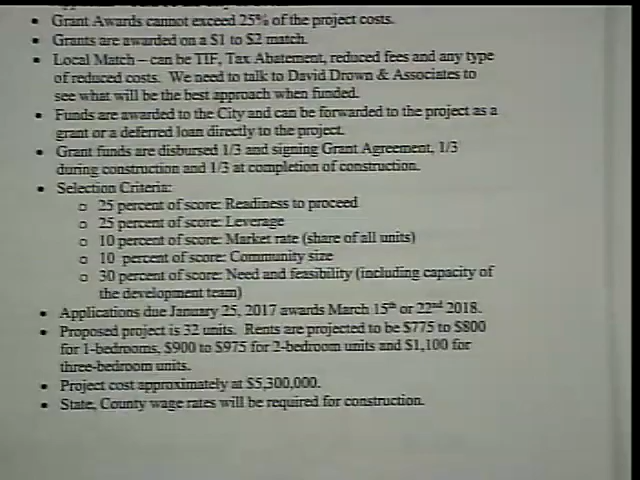 • Grant Awards cannot exceed 25% of the project costs.
• Grants are awarded on a $1 to $2 match.
• Local Match – can be TIF, Tax Abatement, reduced fees and any type
of reduced costs. We need to talk to David Drown & Associates to
see what will be the best approach when funded.
• Funds are awarded to the City and can be forwarded to the project as a
grant or a deferred loan directly to the project.
• Grant funds are disbursed 1/3 and signing Grant Agreement, 1/3
during construction and 1/3 at completion of construction.
• Selection Criteria:
o 25 percent of score: Readiness to proceed
o 25 percent of score: Leverage
o 10 percent of score: Market rate (share of all units)
o 10 percent of score: Community size
o 30 percent of score: Need and feasibility (including capacity of
the development team)
• Applications due January 25, 2017 awards March 15th or 22nd 2018.
• Proposed project is 32 units. Rents are projected to be $775 to $800
for 1-bedrooms, $900 to $975 for 2-bedroom units and $1,100 for
three-bedroom units.
• Project cost approximately at $5,300,000.
• State, County wage rates will be required for construction.